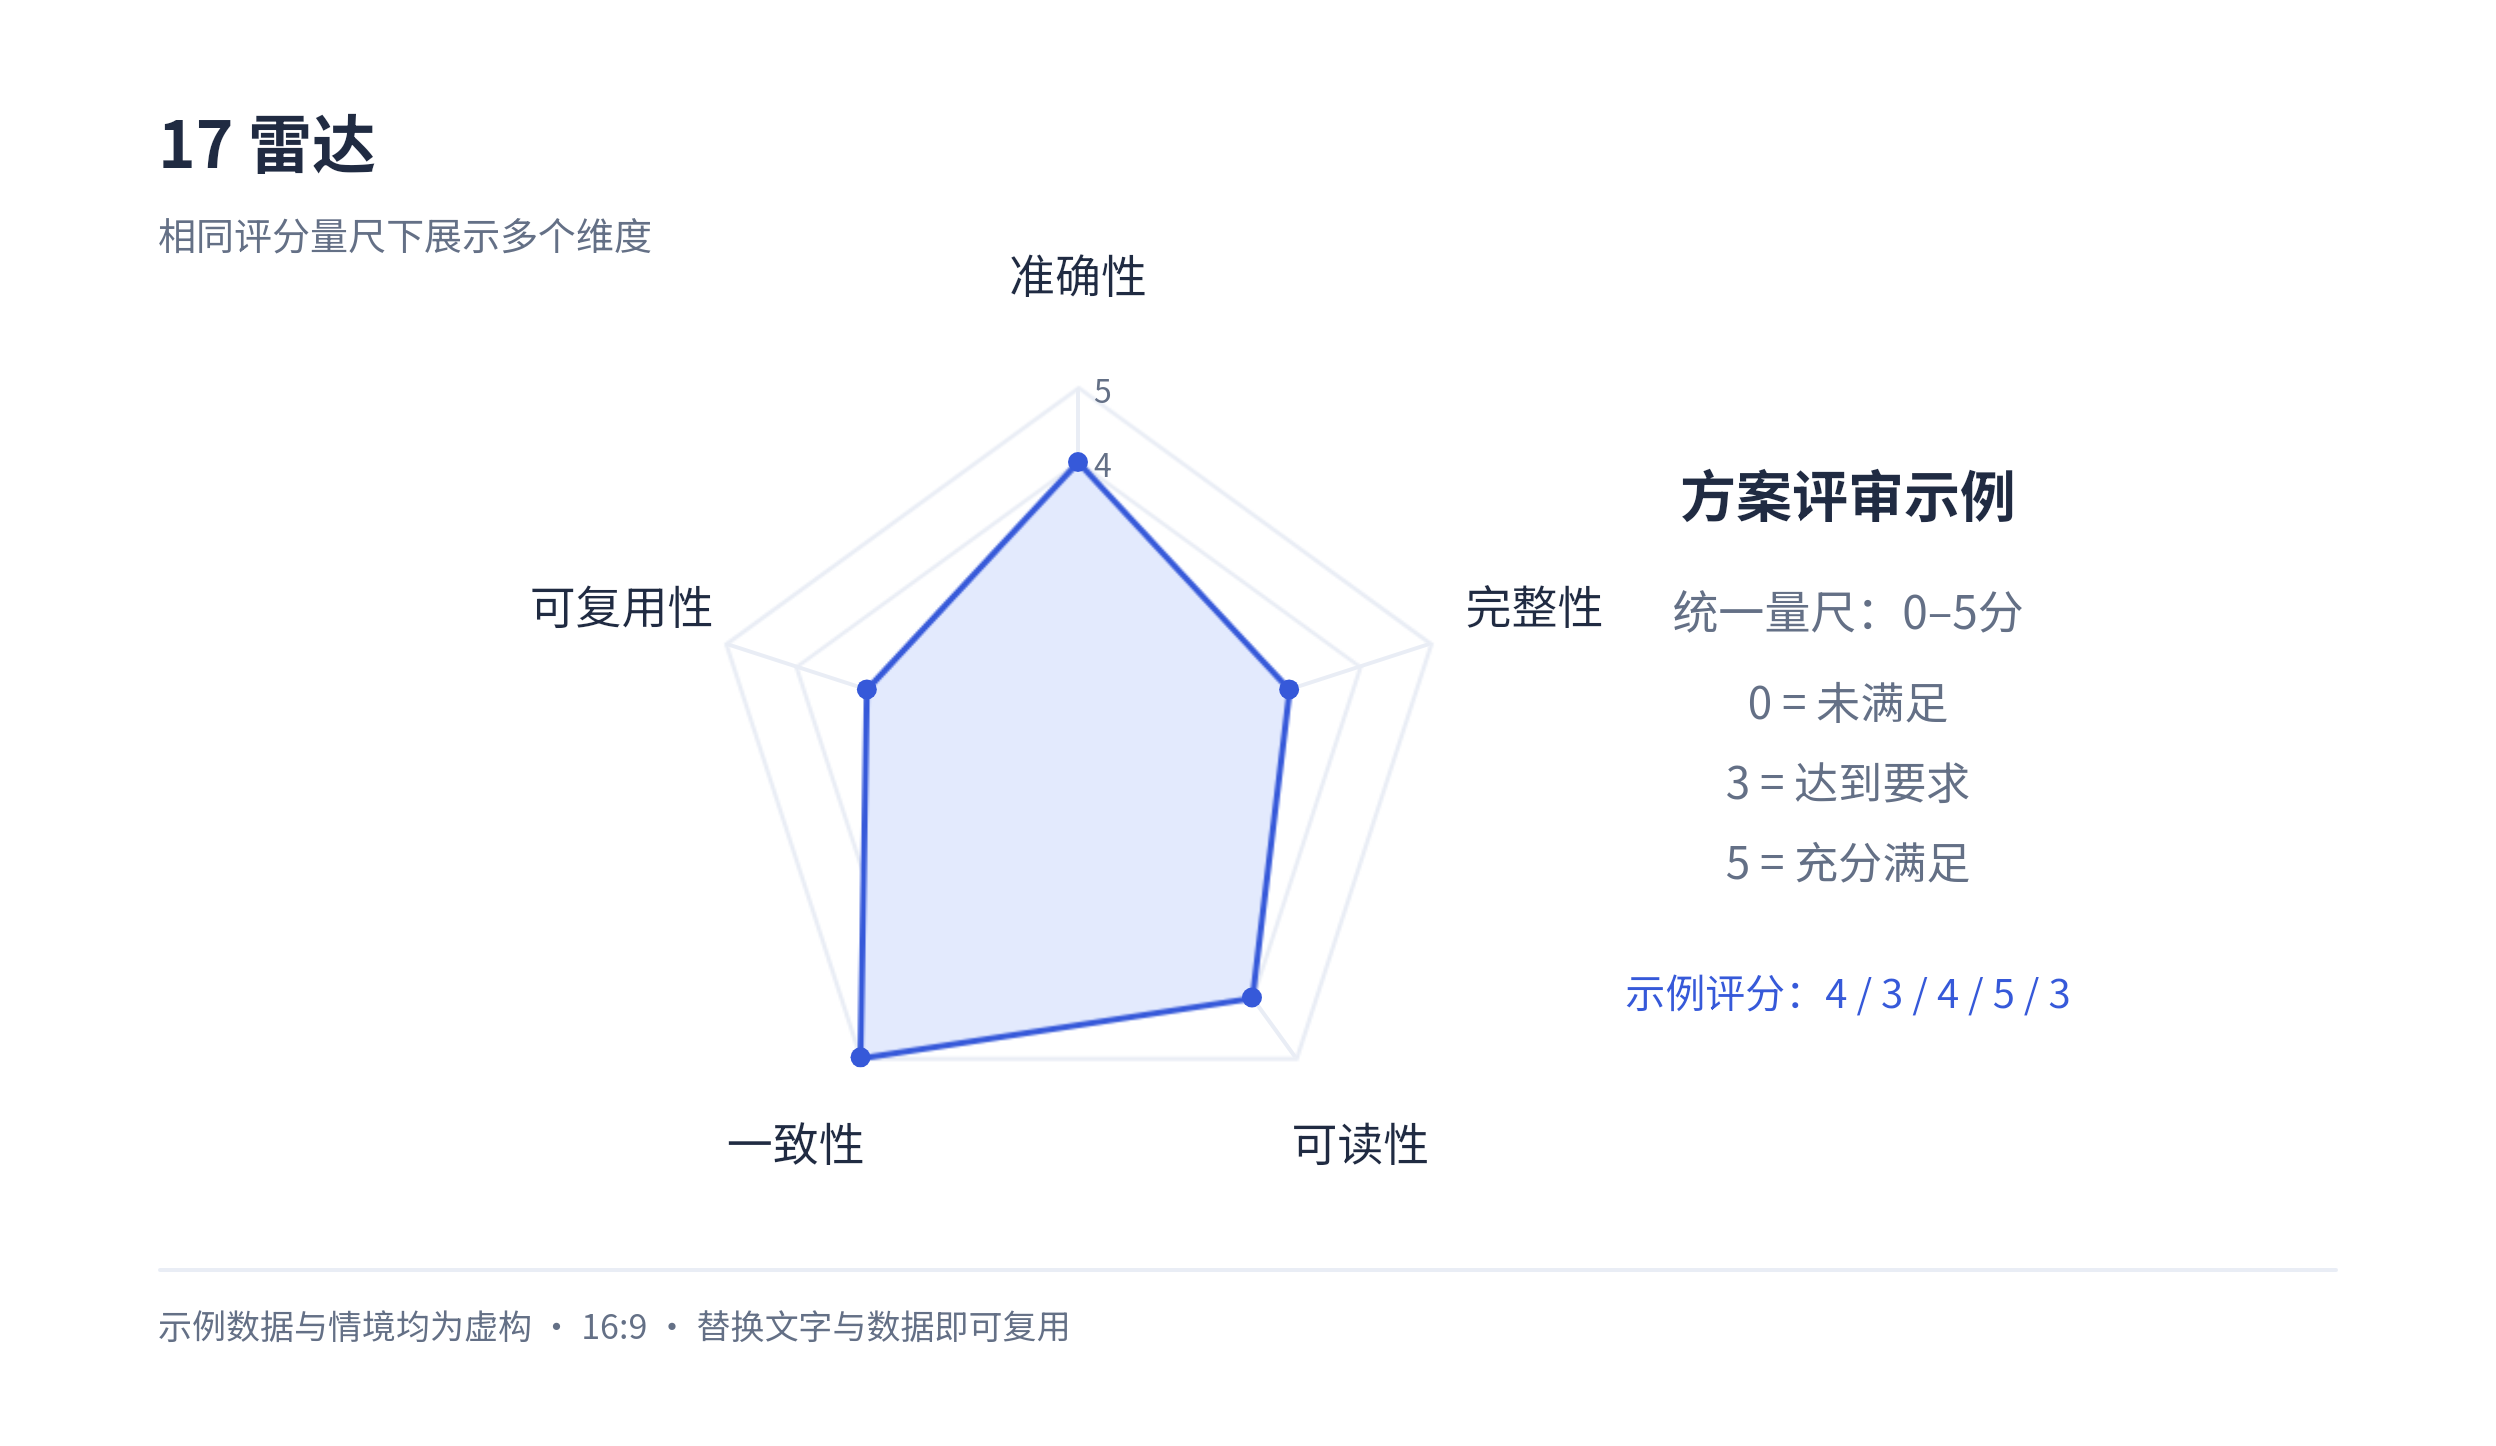 17 雷达
相同评分量尺下展示多个维度
准确性
5
4
可复用性
完整性
一致性
可读性
方案评审示例
统一量尺：0–5分
0 = 未满足
3 = 达到要求
5 = 充分满足
示例评分：4 / 3 / 4 / 5 / 3
示例数据与情境均为虚构 · 16:9 · 替换文字与数据即可复用